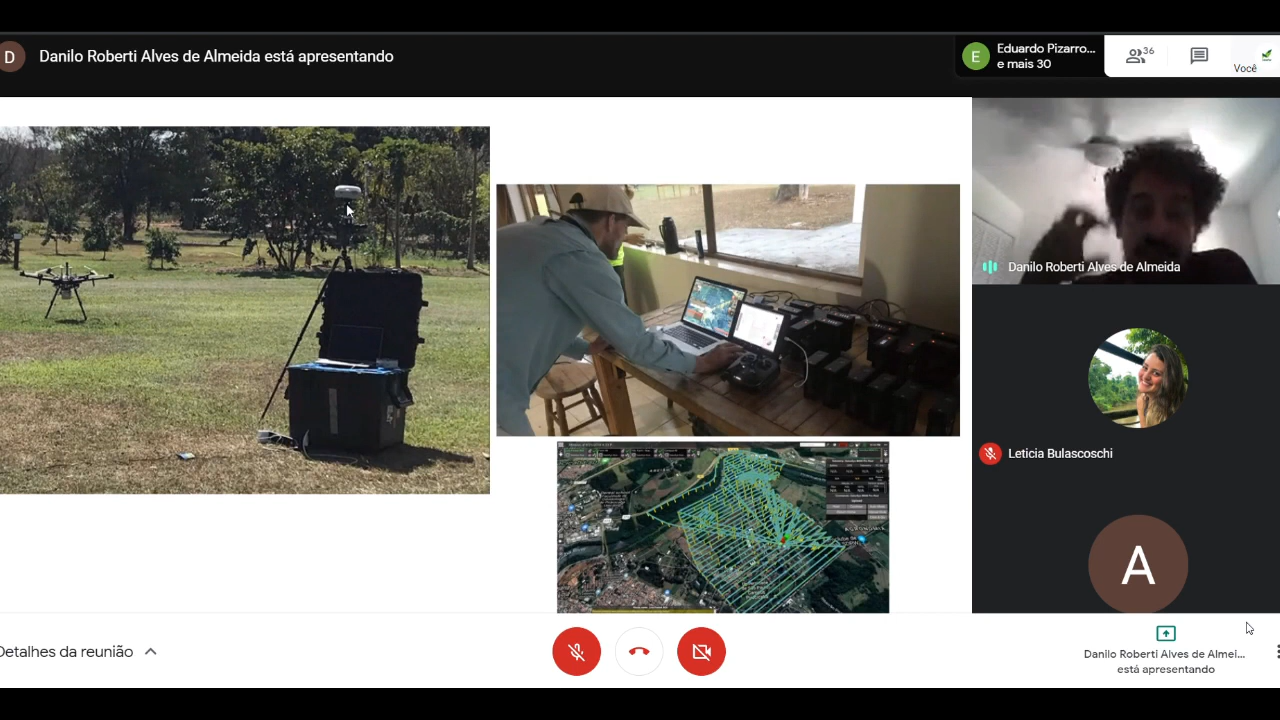 D
Danilo Roberti Alves de Almeida está apresentando
E
Eduardo Pizarro...
e mais 30
36
Você
Danilo Roberti Alves de Almeida
Leticia Bulascoschi
A
Detalhes da reunião
Danilo Roberti Alves de Almei...
está apresentando